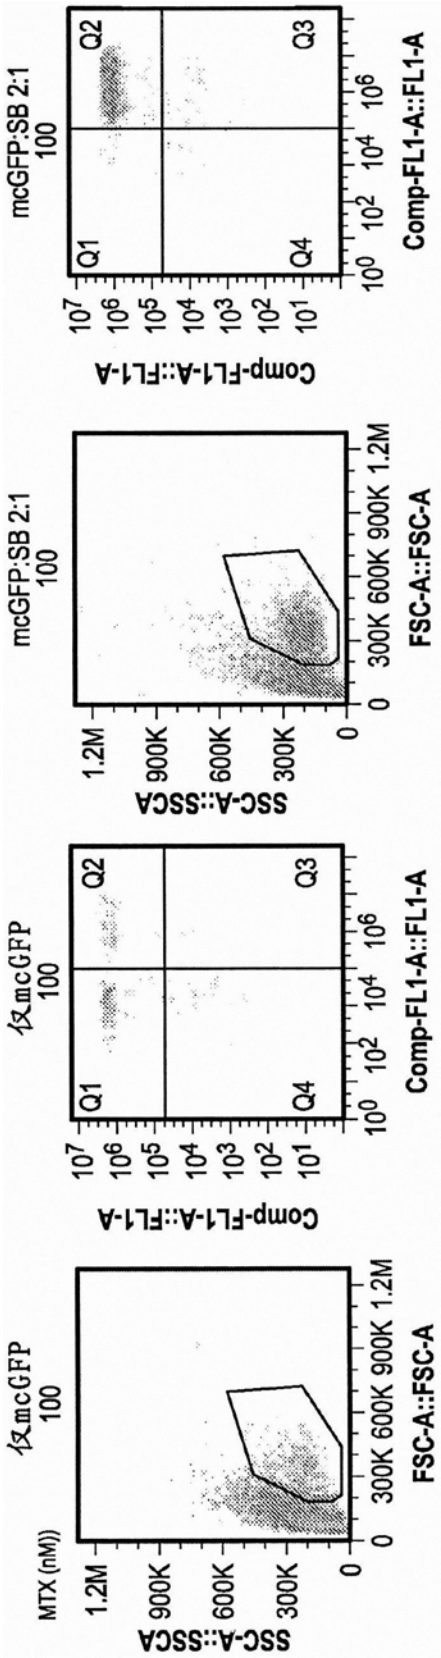 仅mcGFP
MTX (nM))
100
1.2M
900K
600K
300K
0
SSC-A::SSCA
0 300K 600K 900K 1.2M
FSC-A::FSC-A
仅mcGFP
100
Q1
Q2
Q4
Q3
10⁷
10⁶
10⁵
10⁴
10³
10²
10¹
Comp-FL1-A::FL1-A
10⁰ 10² 10⁴ 10⁶
Comp-FL1-A::FL1-A
mcGFP:SB 2:1
100
1.2M
900K
600K
300K
0
SSC-A::SSCA
0 300K 600K 900K 1.2M
FSC-A::FSC-A
mcGFP:SB 2:1
100
Q1
Q2
Q4
Q3
10⁷
10⁶
10⁵
10⁴
10³
10²
10¹
Comp-FL1-A::FL1-A
10⁰ 10² 10⁴ 10⁶
Comp-FL1-A::FL1-A